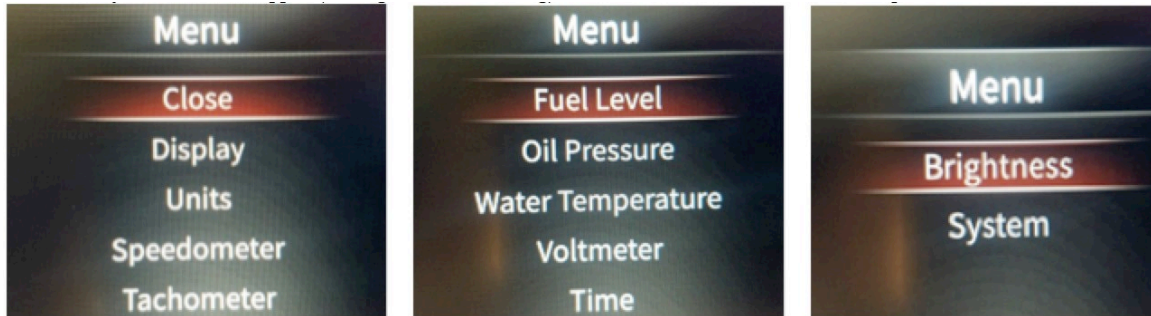 Menu
Close
Display
Units
Speedometer
Tachometer
Menu
Fuel Level
Oil Pressure
Water Temperature
Voltmeter
Time
Menu
Brightness
System